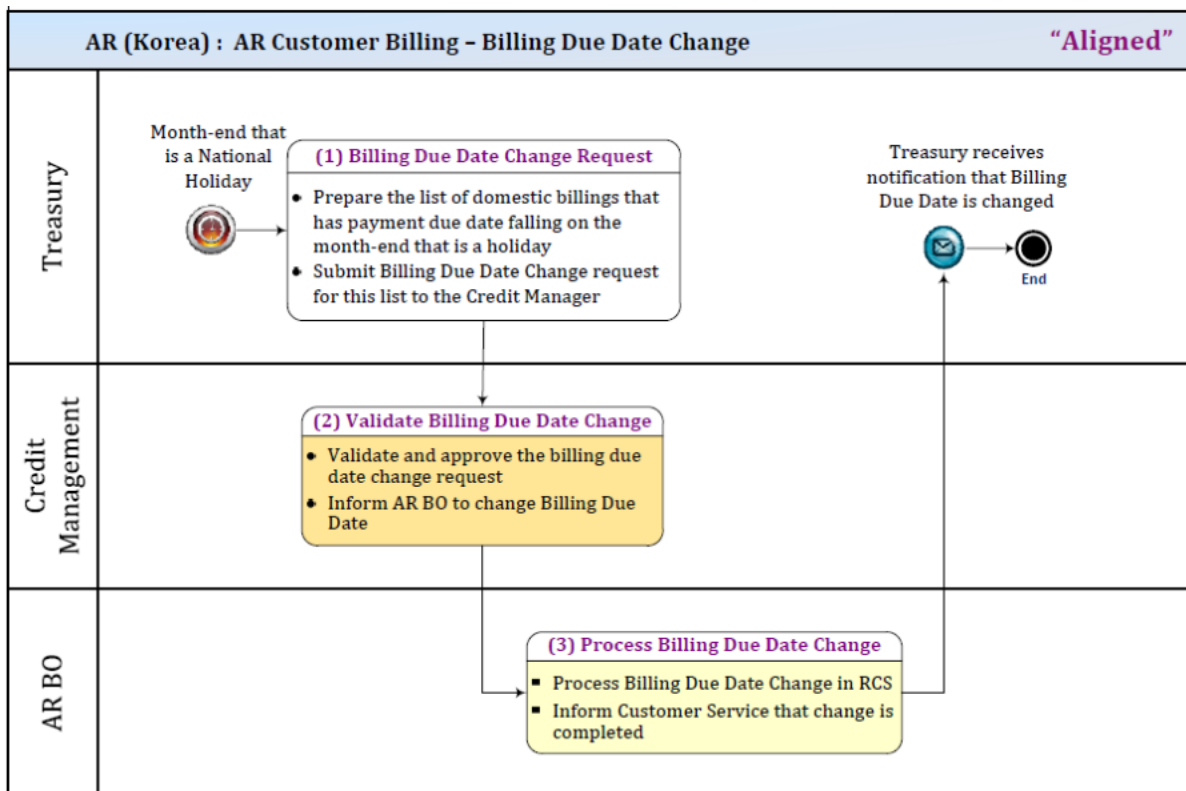 AR (Korea) : AR Customer Billing – Billing Due Date Change
“Aligned”
Treasury
Month-end that
is a National
Holiday
(1) Billing Due Date Change Request
Prepare the list of domestic billings that
has payment due date falling on the
month-end that is a holiday
Submit Billing Due Date Change request
for this list to the Credit Manager
Treasury receives
notification that Billing
Due Date is changed
End
Credit
Management
(2) Validate Billing Due Date Change
Validate and approve the billing due
date change request
Inform AR BO to change Billing Due
Date
AR BO
(3) Process Billing Due Date Change
Process Billing Due Date Change in RCS
Inform Customer Service that change is
completed